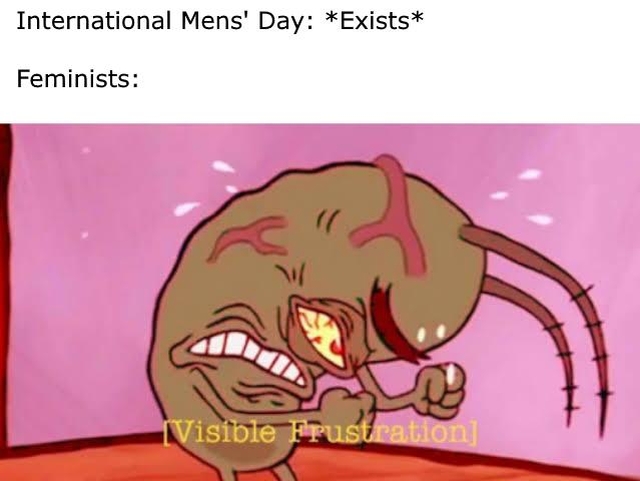 International Mens' Day: *Exists*
Feminists:
[Visible Frustration]